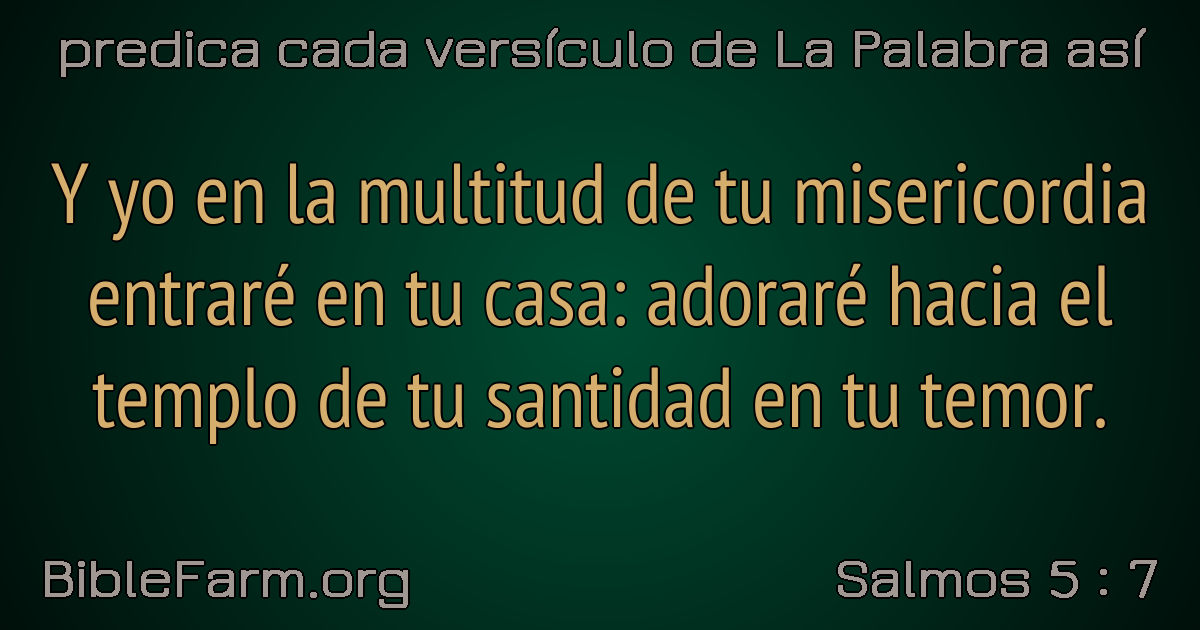 predica cada versículo de La Palabra así
Y yo en la multitud de tu misericordia
entraré en tu casa: adoraré hacia el
templo de tu santidad en tu temor.
BibleFarm.org
Salmos 5 : 7